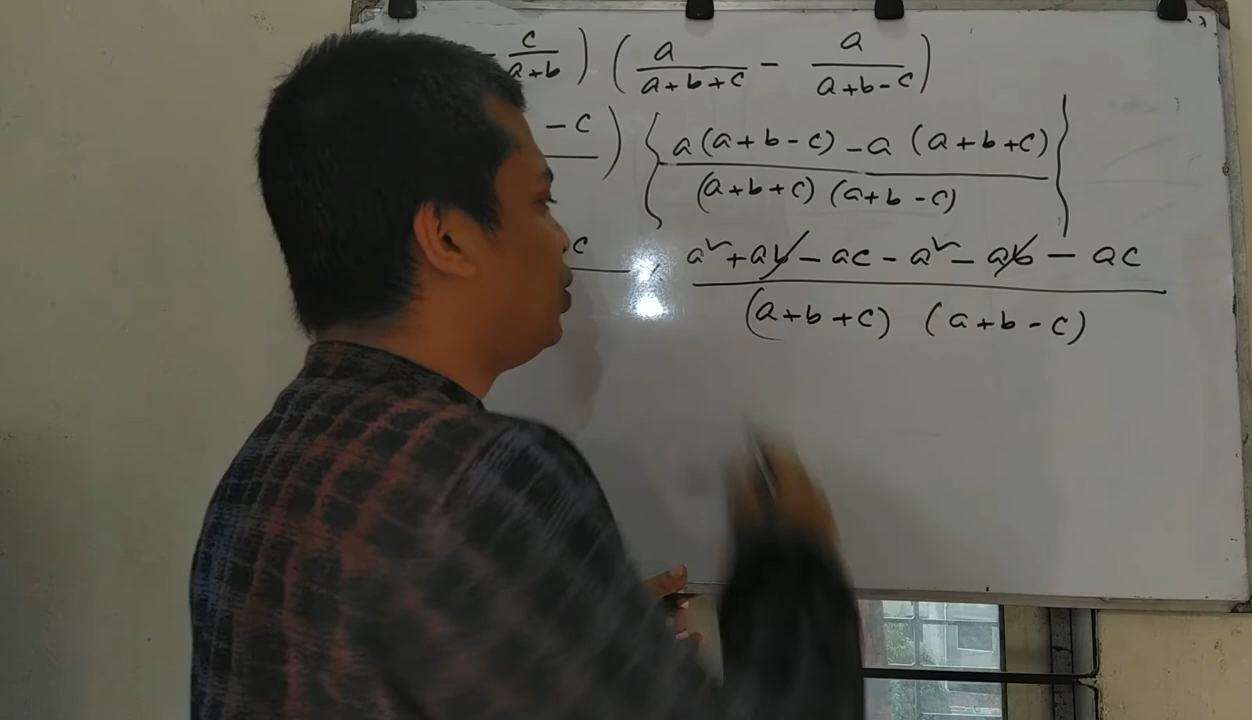 - c/(a+b) ) ( a/(a+b+c) - a/(a+b-c) )
-c ) { (a(a+b-c) - a(a+b+c))/((a+b+c)(a+b-c)) }
c × (a²+ab-ac-a²-ab-ac)/((a+b+c)(a+b-c))